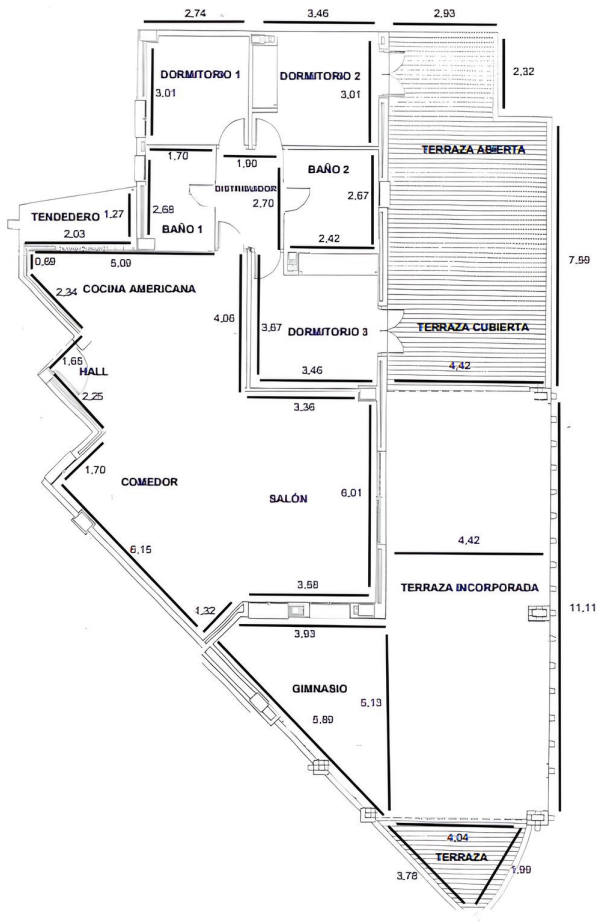 2,74
3,46
2,93
DORMITORIO 1
3,01
DORMITORIO 2
3,01
2,32
TERRAZA ABIERTA
1,70
1,90
BAÑO 2
DISTRIBUIDOR
2,70
2,67
2,68
BAÑO 1
2,42
TENDEDERO
1,27
2,03
7,99
0,69
5,09
COCINA AMERICANA
2,34
4,06
3,67
DORMITORIO 3
3,46
TERRAZA CUBIERTA
4,42
1,65
HALL
2,25
3,36
1,70
COMEDOR
SALÓN
6,01
6,15
4,42
TERRAZA INCORPORADA
11,11
3,68
1,32
3,93
GIMNASIO
5,89
5,13
4,04
TERRAZA
3,78
1,99